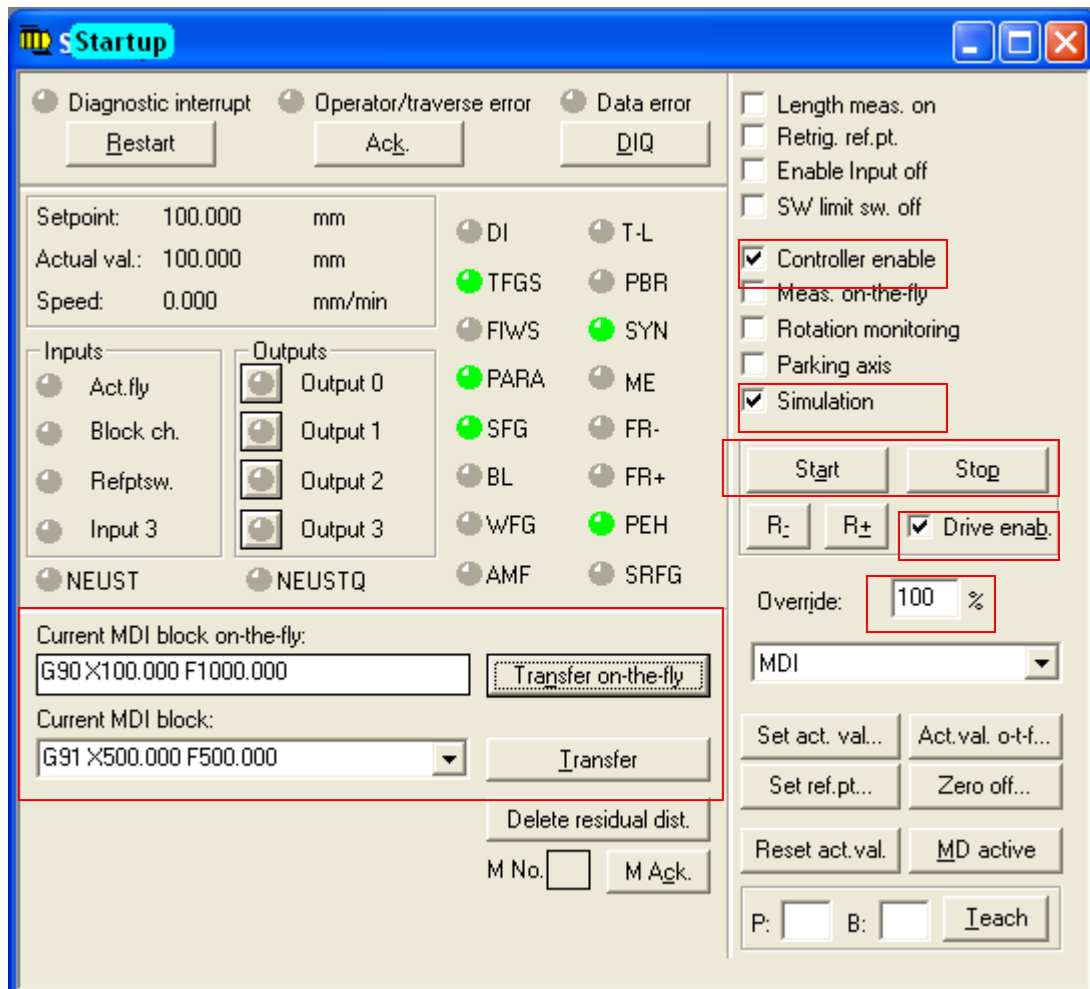 Startup
Diagnostic interrupt Operator/traverse error Data error
Restart Ack. DIQ
Setpoint: 100.000 mm
Actual val.: 100.000 mm
Speed: 0.000 mm/min
Inputs
Act.fly
Block ch.
Refptsw.
Input 3
Outputs
Output 0
Output 1
Output 2
Output 3
NEUST NEUSTQ
DI T-L
TFGS PBR
FIWS SYN
PARA ME
SFG FR-
BL FR+
WFG PEH
AMF SRFG
Current MDI block on-the-fly:
G90 X100.000 F1000.000 Transfer on-the-fly
Current MDI block:
G91 X500.000 F500.000 Transfer
Delete residual dist.
M No. M Ack.
Length meas. on
Retrig. ref.pt.
Enable Input off
SW limit sw. off
Controller enable
Meas. on-the-fly
Rotation monitoring
Parking axis
Simulation
Start Stop
R- R+ Drive enab.
Override: 100 %
MDI
Set act. val... Act.val. o-t-f...
Set ref.pt... Zero off...
Reset act.val. MD active
P: B: Teach